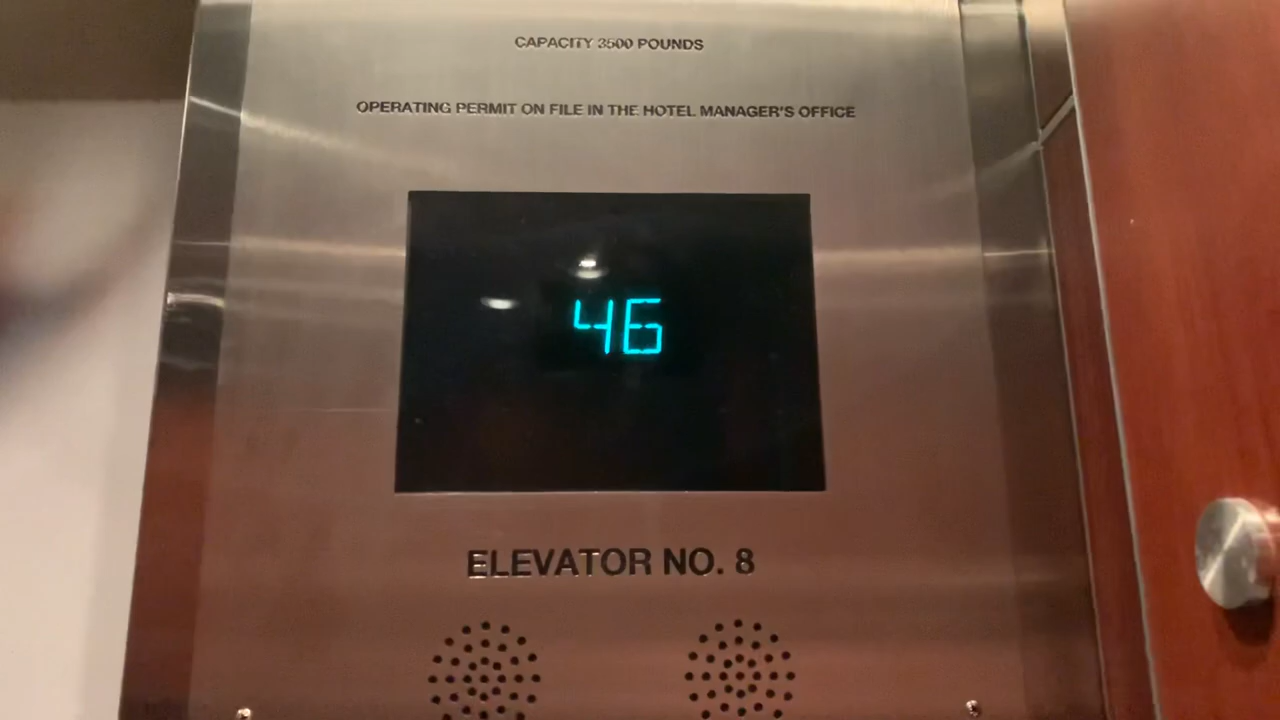 CAPACITY 3500 POUNDS
OPERATING PERMIT ON FILE IN THE HOTEL MANAGER'S OFFICE
46
ELEVATOR NO. 8